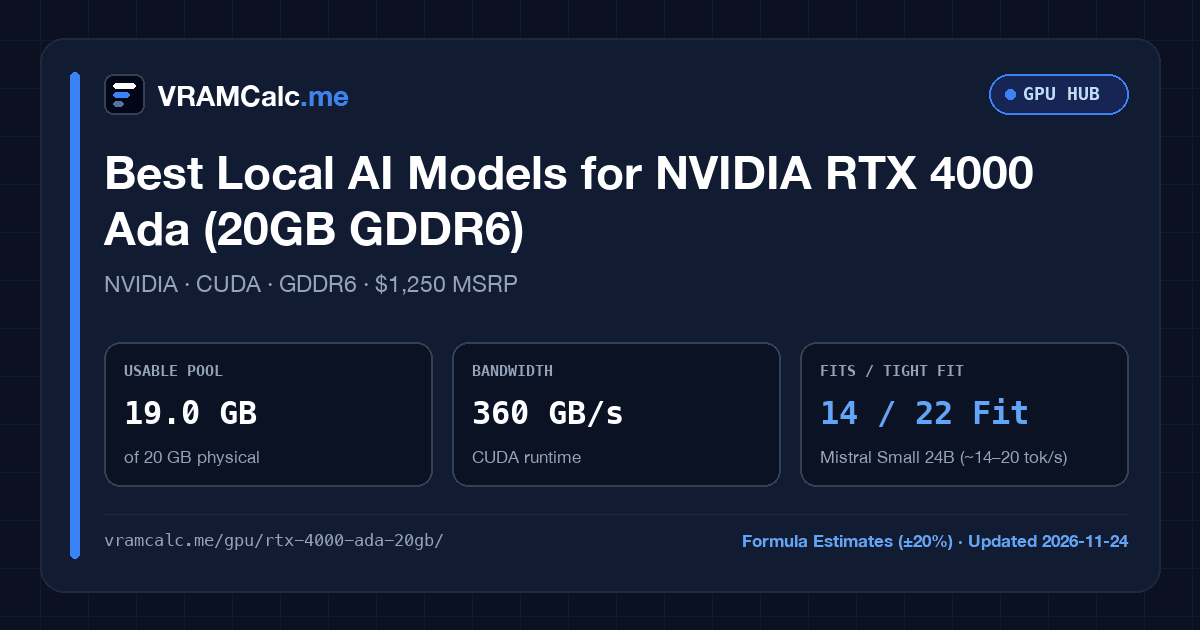 VRAMCalc.me
GPU HUB
Best Local AI Models for NVIDIA RTX 4000
Ada (20GB GDDR6)
NVIDIA · CUDA · GDDR6 · $1,250 MSRP
USABLE POOL
19.0 GB
of 20 GB physical
BANDWIDTH
360 GB/s
CUDA runtime
FITS / TIGHT FIT
14 / 22 Fit
Mistral Small 24B (~14–20 tok/s)
vramcalc.me/gpu/rtx-4000-ada-20gb/
Formula Estimates (±20%) · Updated 2026-11-24